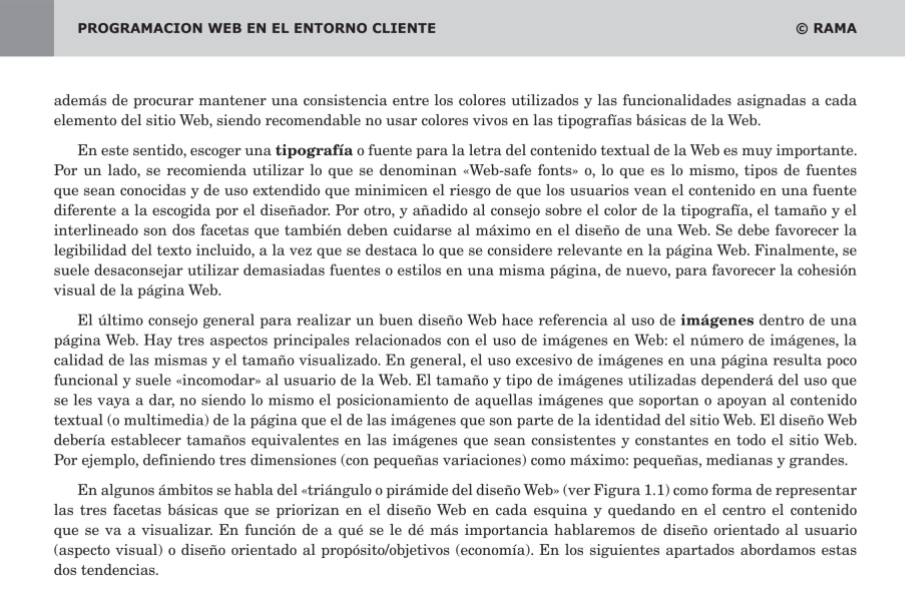 PROGRAMACION WEB EN EL ENTORNO CLIENTE © RAMA
además de procurar mantener una consistencia entre los colores utilizados y las funcionalidades asignadas a cada
elemento del sitio Web, siendo recomendable no usar colores vivos en las tipografías básicas de la Web.
En este sentido, escoger una tipografía o fuente para la letra del contenido textual de la Web es muy importante.
Por un lado, se recomienda utilizar lo que se denominan «Web-safe fonts» o, lo que es lo mismo, tipos de fuentes
que sean conocidas y de uso extendido que minimicen el riesgo de que los usuarios vean el contenido en una fuente
diferente a la escogida por el diseñador. Por otro, y añadido al consejo sobre el color de la tipografía, el tamaño y el
interlineado son dos facetas que también deben cuidarse al máximo en el diseño de una Web. Se debe favorecer la
legibilidad del texto incluido, a la vez que se destaca lo que se considere relevante en la página Web. Finalmente, se
suele desaconsejar utilizar demasiadas fuentes o estilos en una misma página, de nuevo, para favorecer la cohesión
visual de la página Web.
El último consejo general para realizar un buen diseño Web hace referencia al uso de imágenes dentro de una
página Web. Hay tres aspectos principales relacionados con el uso de imágenes en Web: el número de imágenes, la
calidad de las mismas y el tamaño visualizado. En general, el uso excesivo de imágenes en una página resulta poco
funcional y suele «incomodar» al usuario de la Web. El tamaño y tipo de imágenes utilizadas dependerá del uso que
se les vaya a dar, no siendo lo mismo el posicionamiento de aquellas imágenes que soportan o apoyan al contenido
textual (o multimedia) de la página que el de las imágenes que son parte de la identidad del sitio Web. El diseño Web
debería establecer tamaños equivalentes en las imágenes que sean consistentes y constantes en todo el sitio Web.
Por ejemplo, definiendo tres dimensiones (con pequeñas variaciones) como máximo: pequeñas, medianas y grandes.
En algunos ámbitos se habla del «triángulo o pirámide del diseño Web» (ver Figura 1.1) como forma de representar
las tres facetas básicas que se priorizan en el diseño Web en cada esquina y quedando en el centro el contenido
que se va a visualizar. En función de a qué se le dé más importancia hablaremos de diseño orientado al usuario
(aspecto visual) o diseño orientado al propósito/objetivos (economía). En los siguientes apartados abordamos estas
dos tendencias.